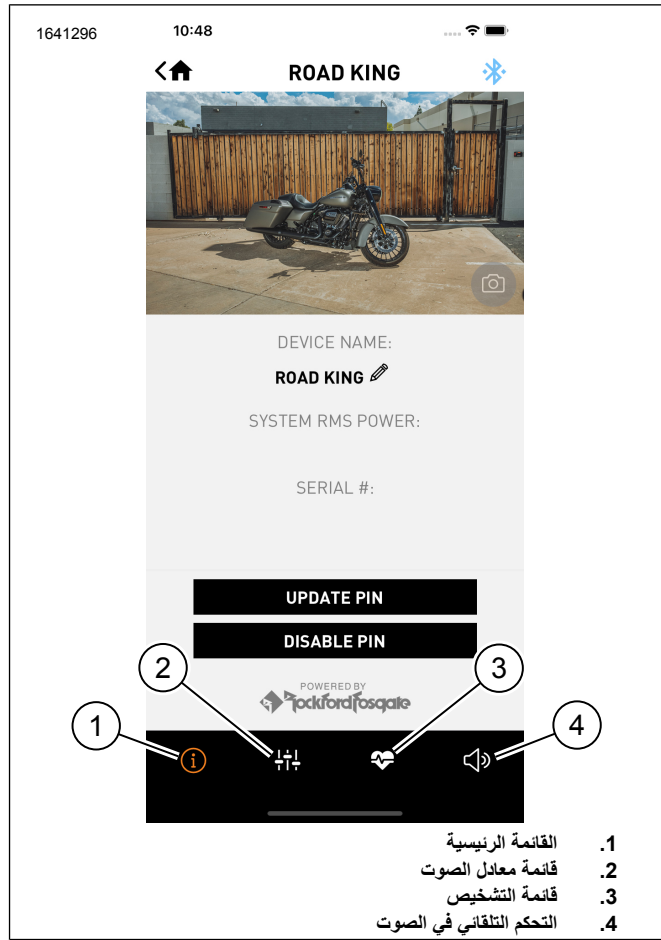 1641296
10:48
ROAD KING
DEVICE NAME:
ROAD KING
SYSTEM RMS POWER:
SERIAL #:
UPDATE PIN
DISABLE PIN
2
3
POWERED BY
Rockford Fosgate
1
4
1. القائمة الرئيسية
2. قائمة معادل الصوت
3. قائمة التشخيص
4. التحكم التلقائي في الصوت